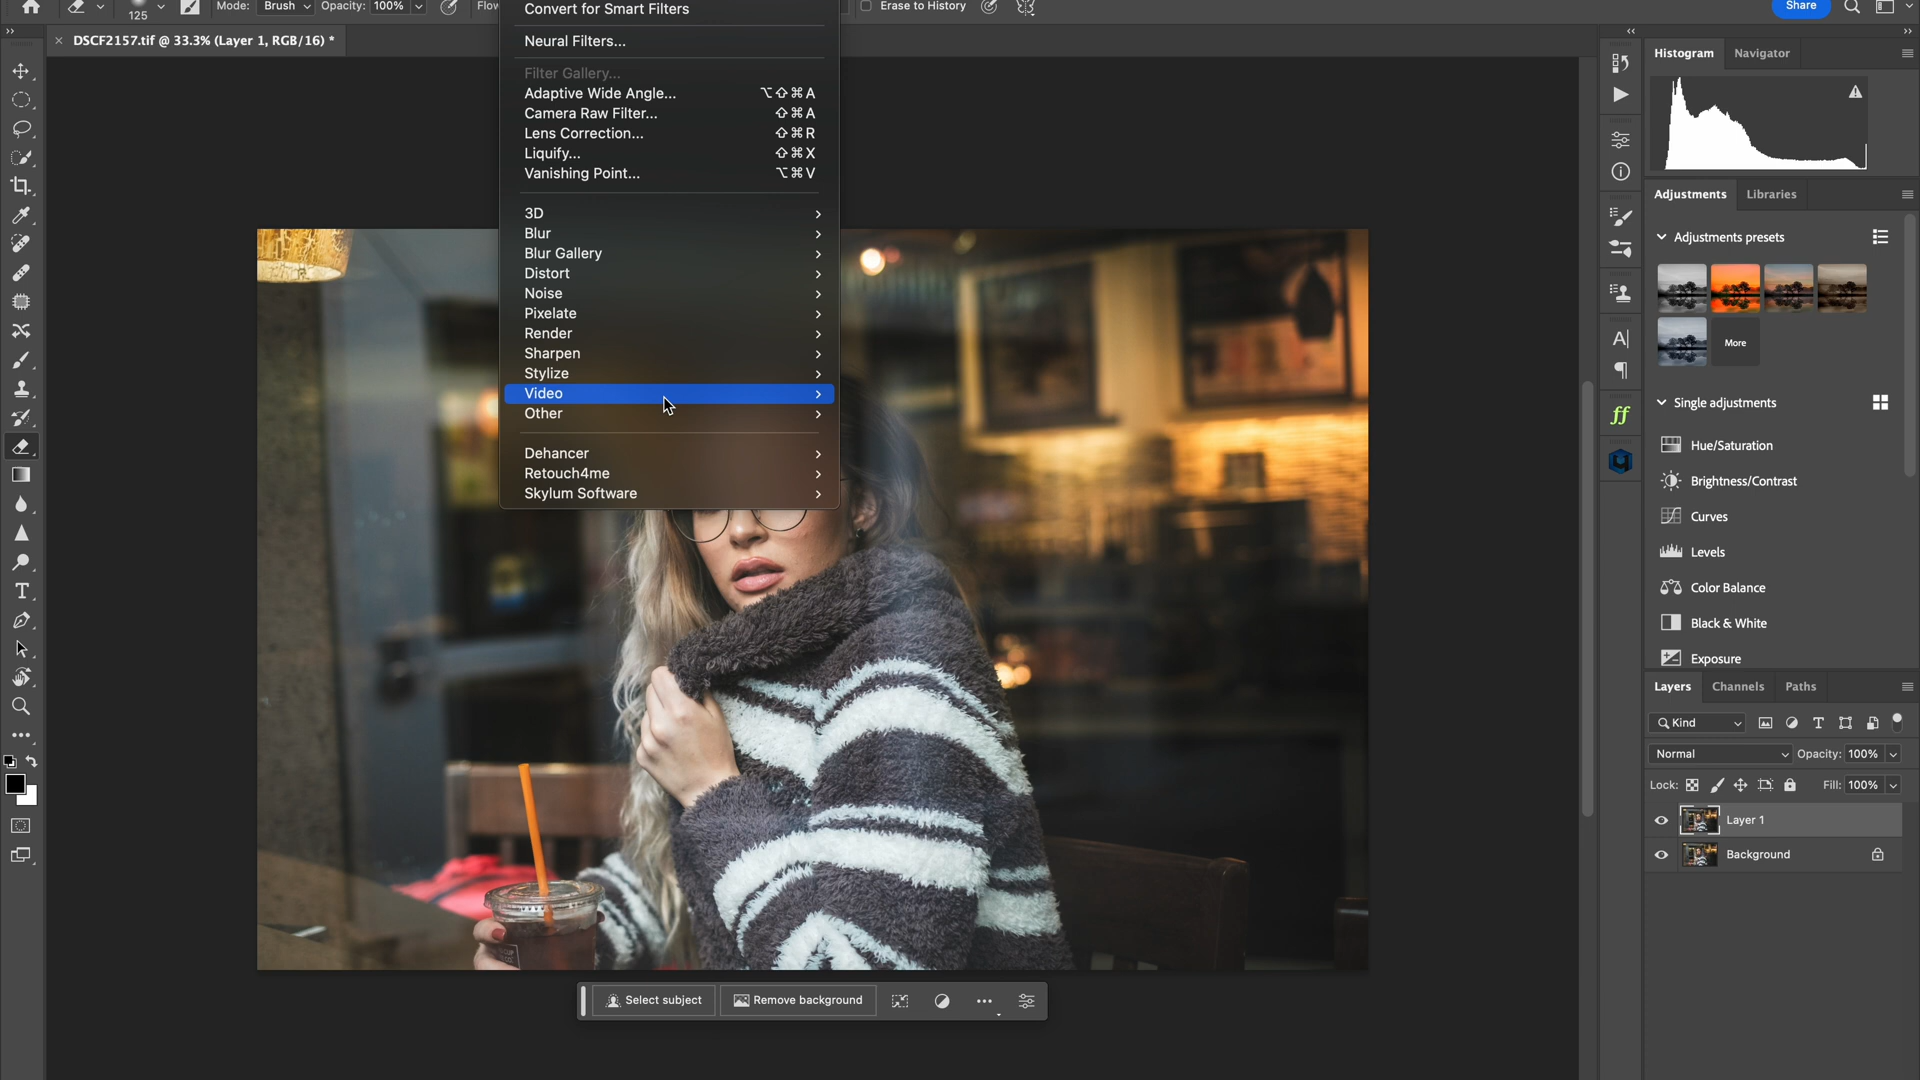 125
Mode:
Brush
Opacity:
100%
Flow
Convert for Smart Filters
Erase to History
Share
DSCF2157.tif @ 33.3% (Layer 1, RGB/16) *
Neural Filters...
Filter Gallery...
Adaptive Wide Angle... ⌥⇧⌘A
Camera Raw Filter... ⇧⌘A
Lens Correction... ⇧⌘R
Liquify... ⇧⌘X
Vanishing Point... ⌥⌘V
3D
Blur
Blur Gallery
Distort
Noise
Pixelate
Render
Sharpen
Stylize
Video
Other
Dehancer
Retouch4me
Skylum Software
Select subject
Remove background
Histogram
Navigator
Adjustments
Libraries
Adjustments presets
More
Single adjustments
Hue/Saturation
Brightness/Contrast
Curves
Levels
Color Balance
Black & White
Exposure
Layers
Channels
Paths
Kind
Normal
Opacity: 100%
Lock:
Fill: 100%
Layer 1
Background
A
ff
T